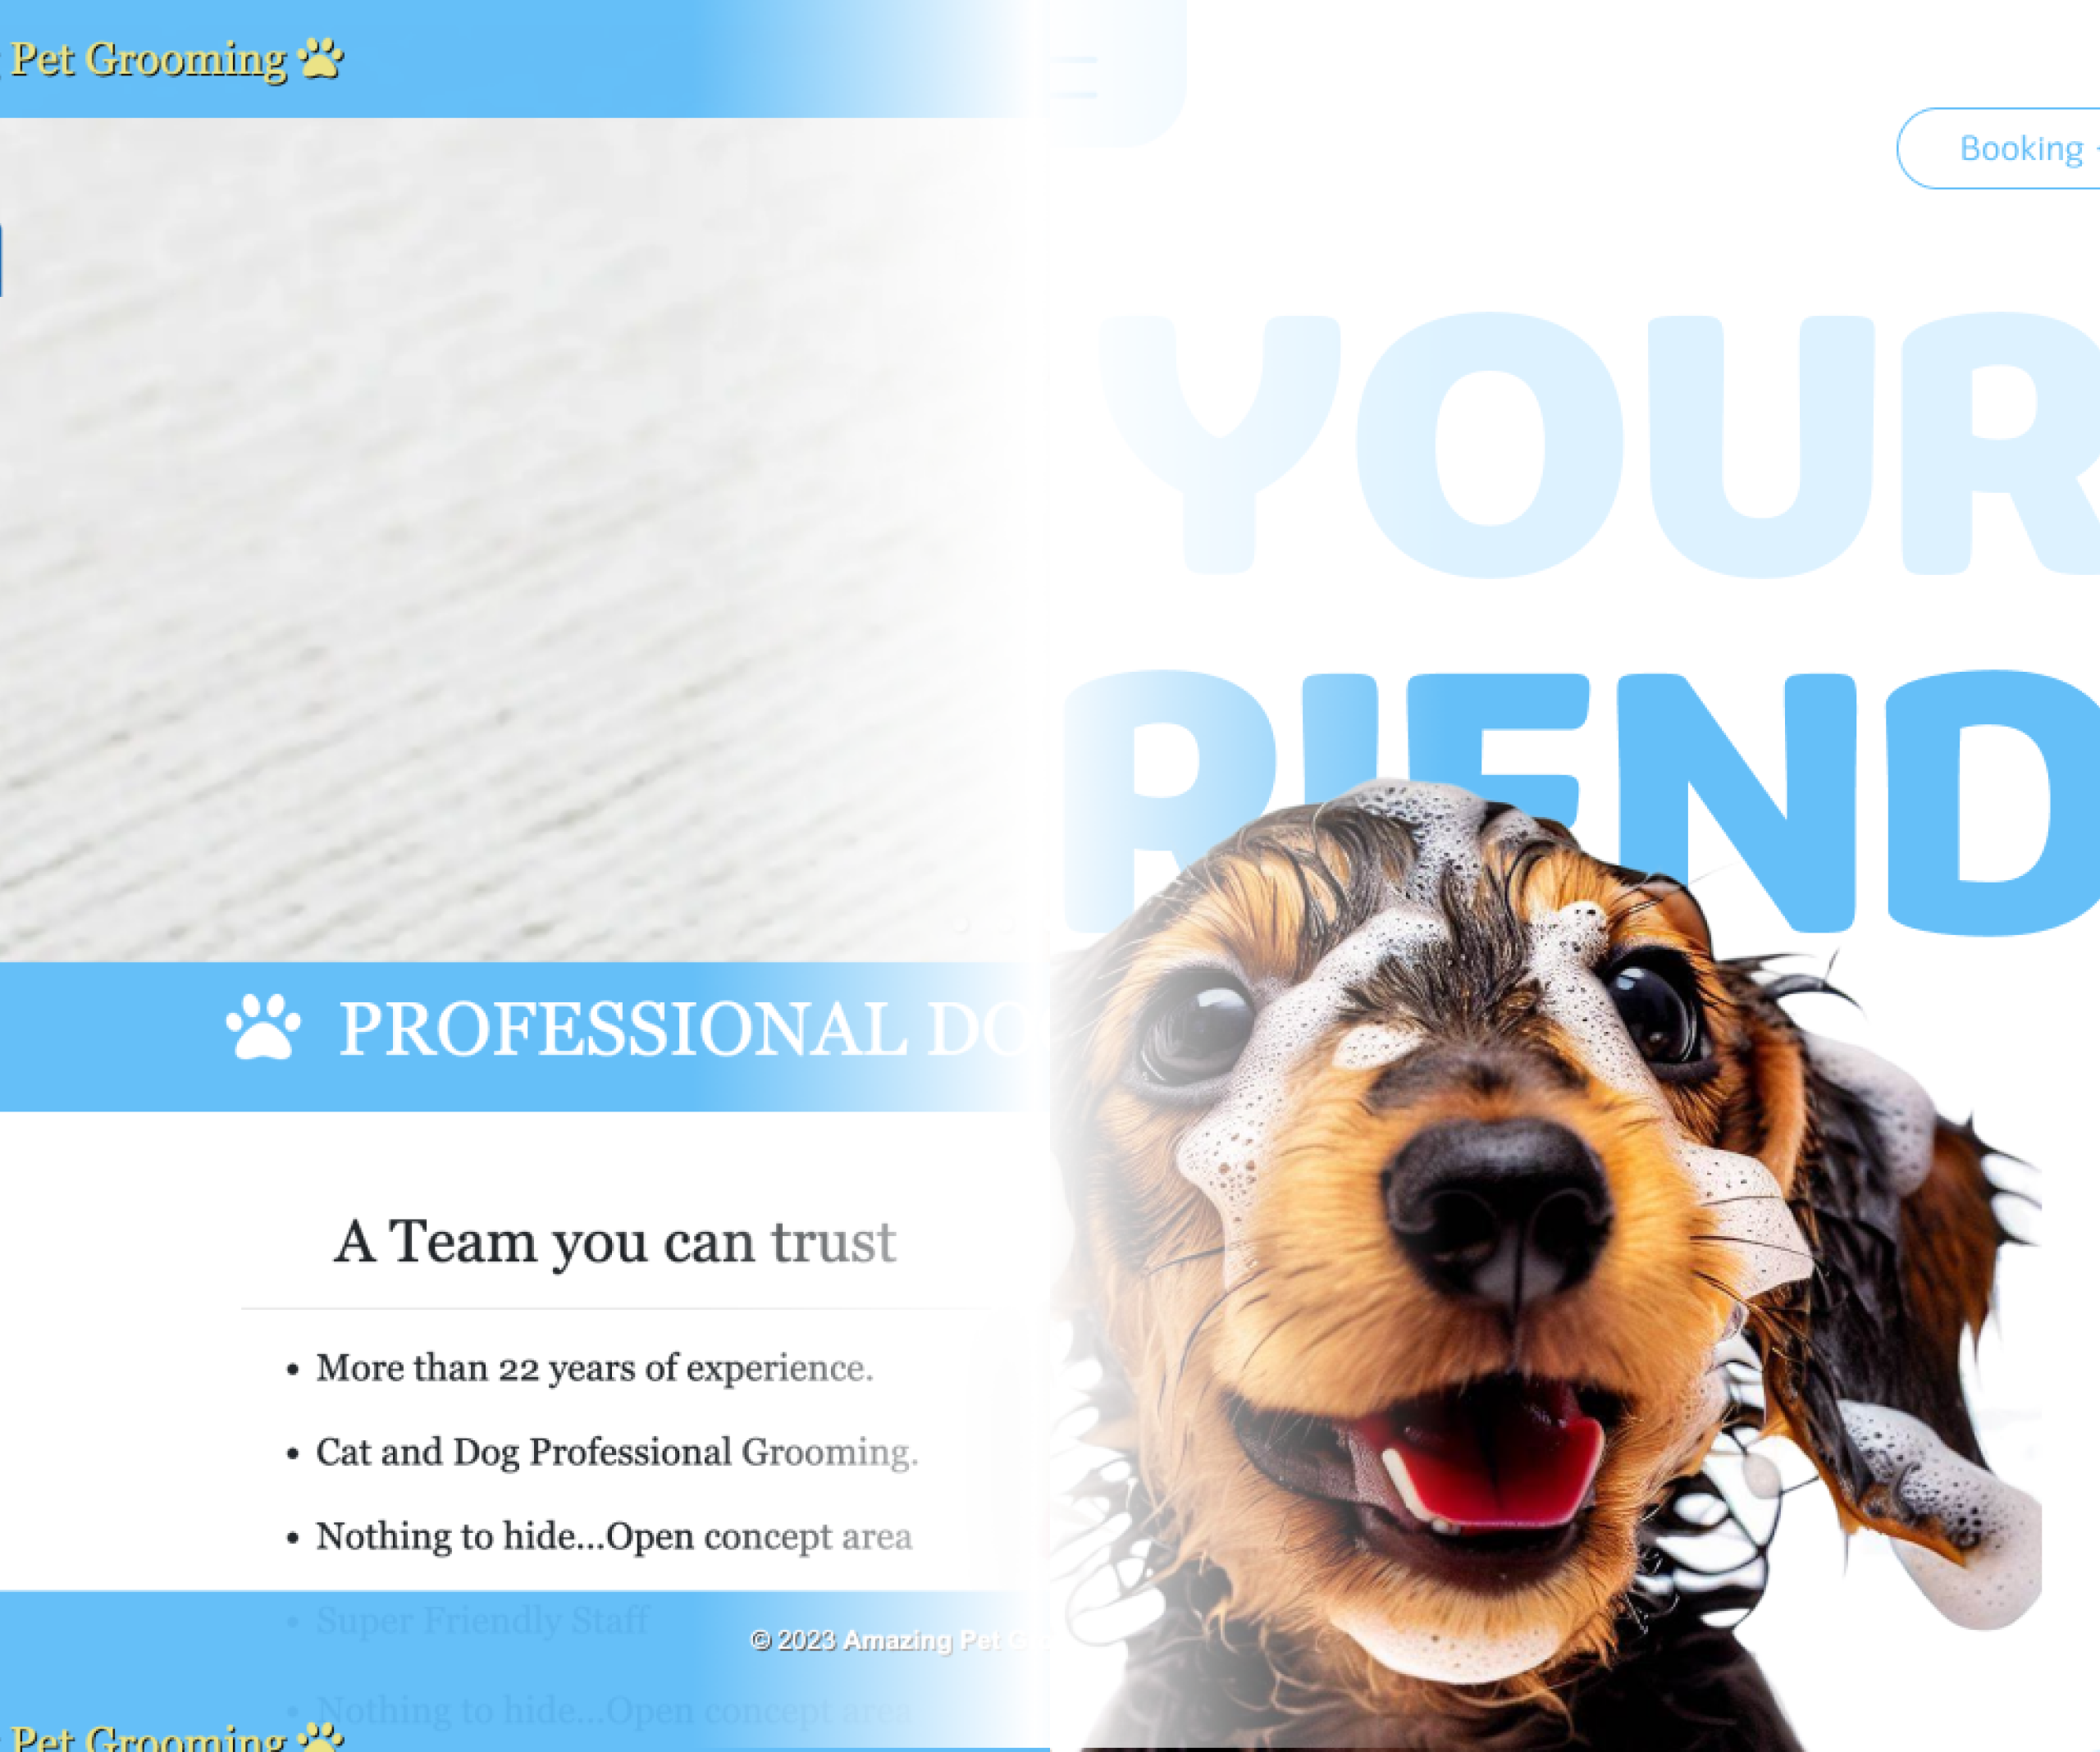 Pet Grooming
Booking
YOUR
RIEND
PROFESSIONAL DO
A Team you can trust
• More than 22 years of experience.
• Cat and Dog Professional Grooming.
• Nothing to hide...Open concept area
• Super Friendly Staff
© 2023 Amazing Pet G
• Nothing to hide...Open concept area
Pet Grooming